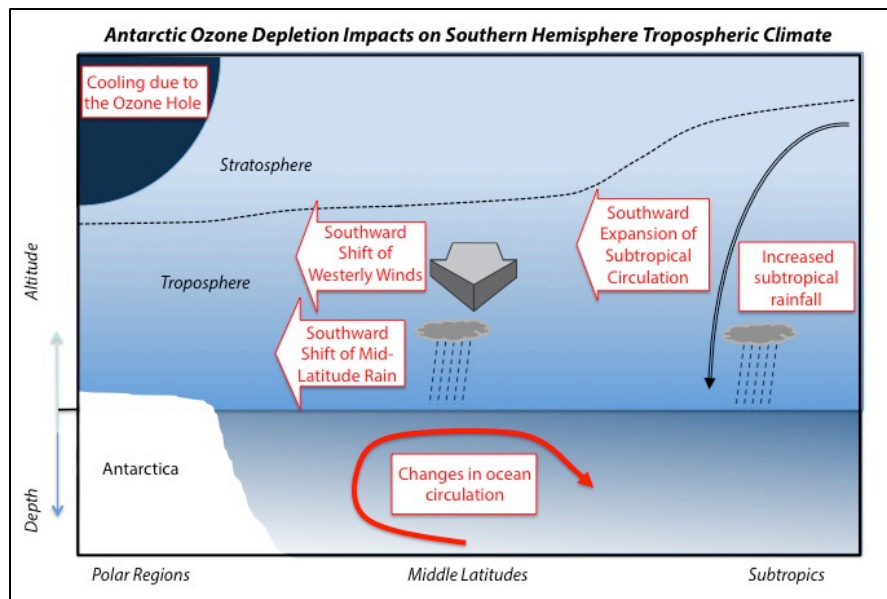 Antarctic Ozone Depletion Impacts on Southern Hemisphere Tropospheric Climate
Cooling due to
the Ozone Hole
Stratosphere
Southward
Expansion of
Subtropical
Circulation
Southward
Shift of
Westerly Winds
Increased
subtropical
rainfall
Troposphere
Altitude
Southward
Shift of Mid-
Latitude Rain
Antarctica
Changes in ocean
circulation
Depth
Polar Regions
Middle Latitudes
Subtropics